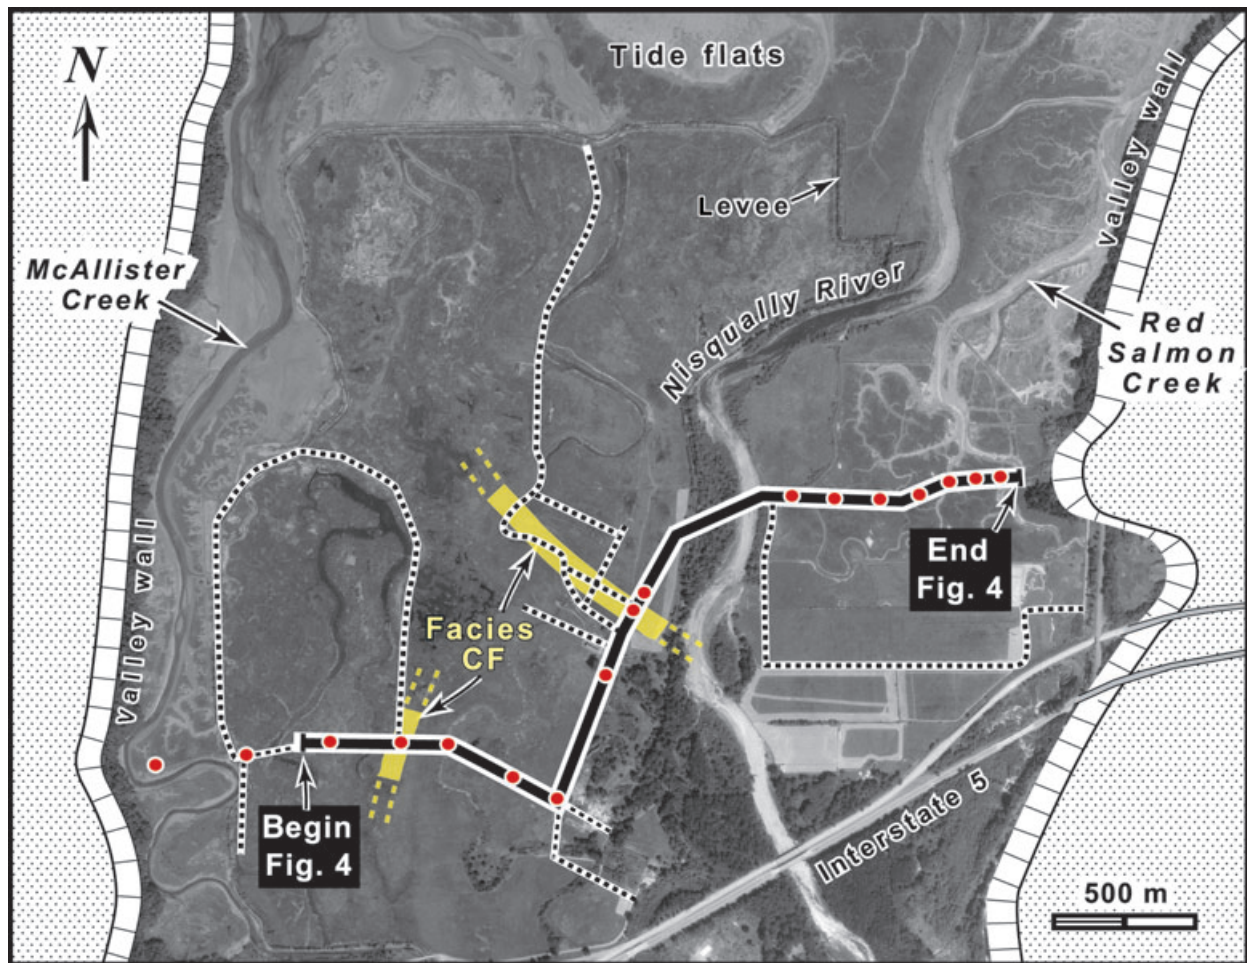 Tide flats
N
Valley wall
Levee
McAllister
Creek
Nisqually River
Red
Salmon
Creek
Valley wall
End
Fig. 4
Facies
CF
Begin
Fig. 4
Interstate 5
500 m